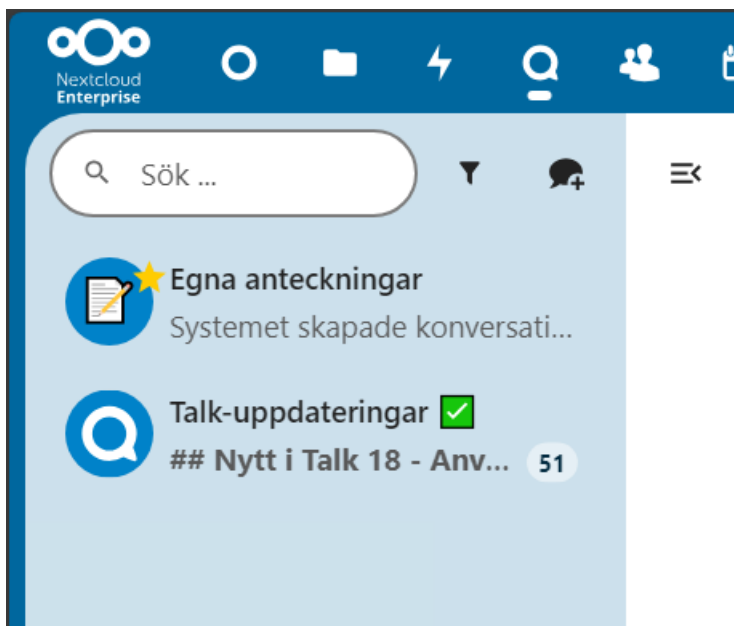 Nextcloud
Enterprise
Sök ...
Egna anteckningar
Systemet skapade konversati...
Talk-uppdateringar ✅
## Nytt i Talk 18 - Anv... 51